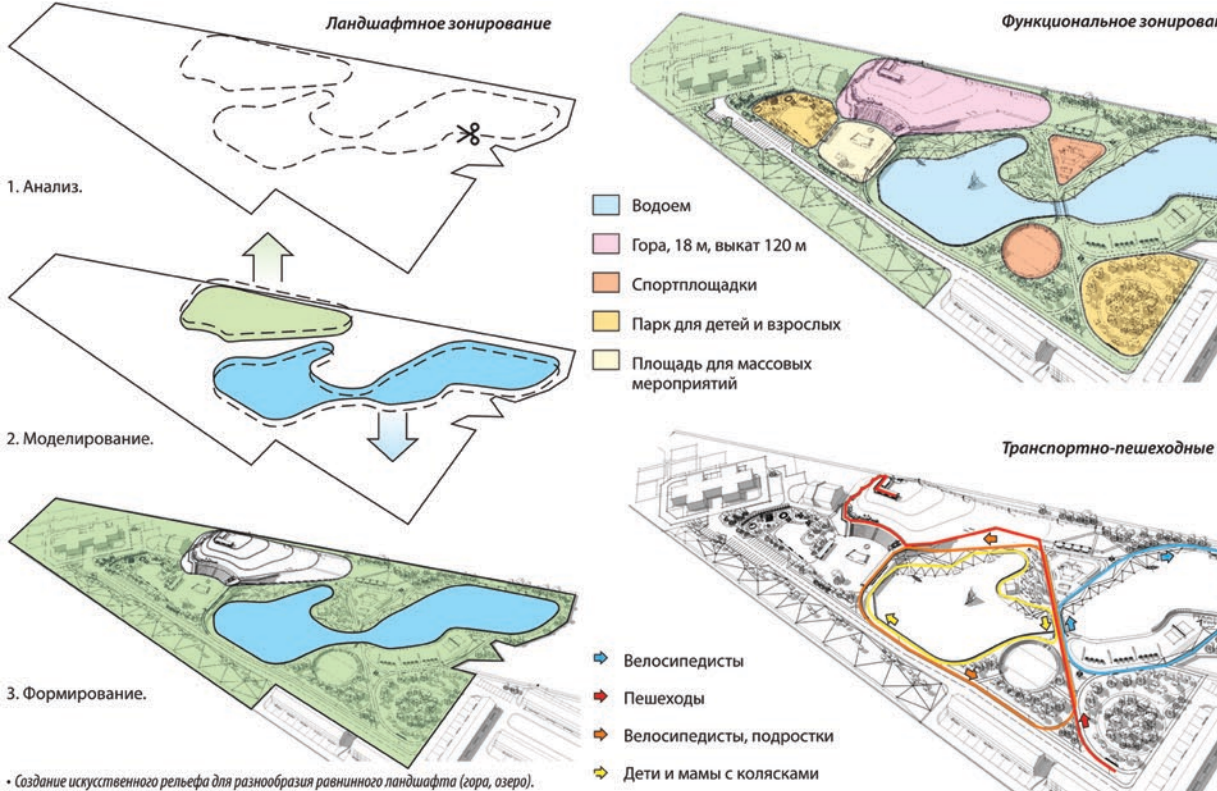 Ландшафтное зонирование
1. Анализ.
2. Моделирование.
3. Формирование.
• Создание искусственного рельефа для разнообразия равнинного ландшафта (гора, озеро).
Функциональное зонирован
Водоем
Гора, 18 м, выкат 120 м
Спортплощадки
Парк для детей и взрослых
Площадь для массовых
мероприятий
Транспортно-пешеходные
Велосипедисты
Пешеходы
Велосипедисты, подростки
Дети и мамы с колясками